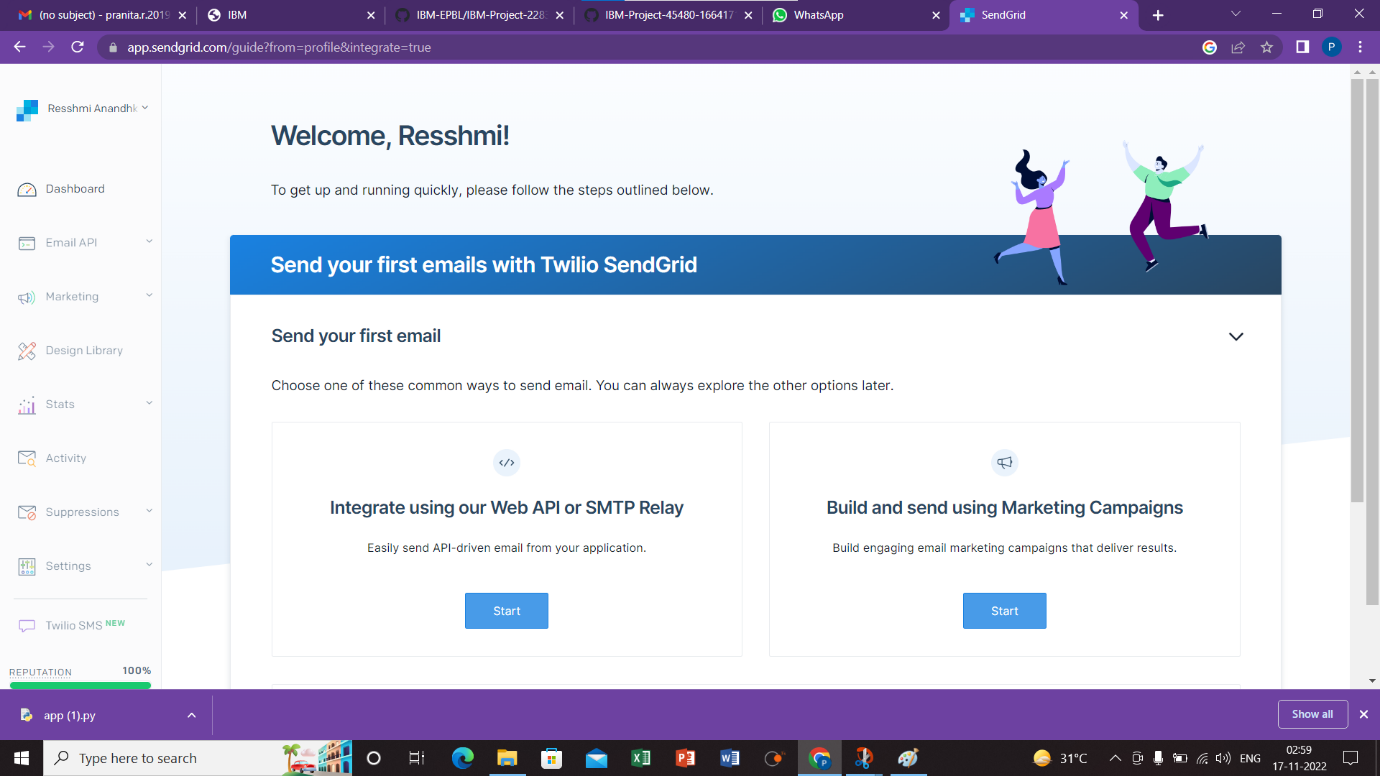 (no subject) - pranita.r.2019
IBM
IBM-EPBL/IBM-Project-228
IBM-Project-45480-166417
WhatsApp
SendGrid
app.sendgrid.com/guide?from=profile&integrate=true
P
Resshmi Anandhk
Welcome, Resshmi!
To get up and running quickly, please follow the steps outlined below.
Dashboard
Email API
Marketing
Design Library
Stats
Activity
Suppressions
Settings
Twilio SMS NEW
REPUTATION 100%
Send your first emails with Twilio SendGrid
Send your first email
Choose one of these common ways to send email. You can always explore the other options later.
Integrate using our Web API or SMTP Relay
Easily send API-driven email from your application.
Start
Build and send using Marketing Campaigns
Build engaging email marketing campaigns that deliver results.
Start
app (1).py
Show all
Type here to search
31°C
ENG
02:59
17-11-2022